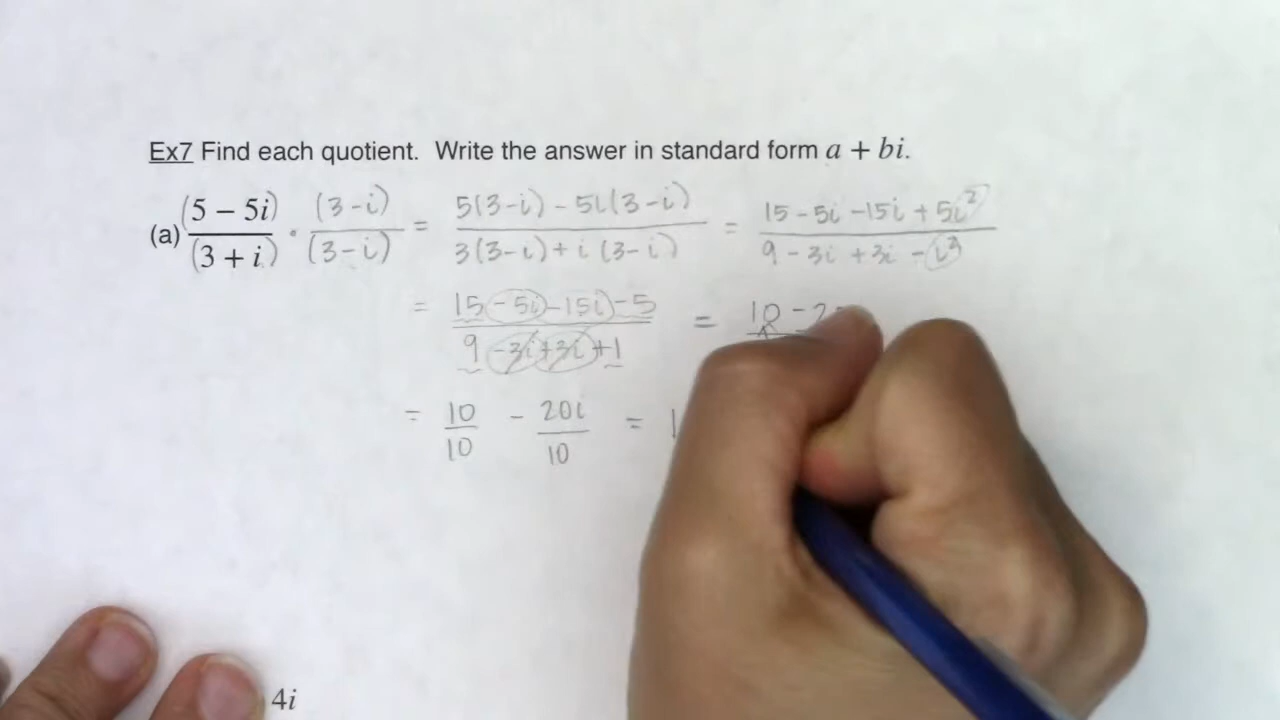 Ex7 Find each quotient. Write the answer in standard form a + bi.
(a) (5 − 5i)/(3 + i) · (3 − i)/(3 − i) = 5(3 − i) − 5i(3 − i)/3(3 − i) + i(3 − i) = 15 − 5i − 15i + 5i²/9 − 3i + 3i − i²
= 15 − 5i − 15i − 5/9 − 3i + 3i + 1 = 10 − 2
= 10/10 − 20i/10 = 1
4i